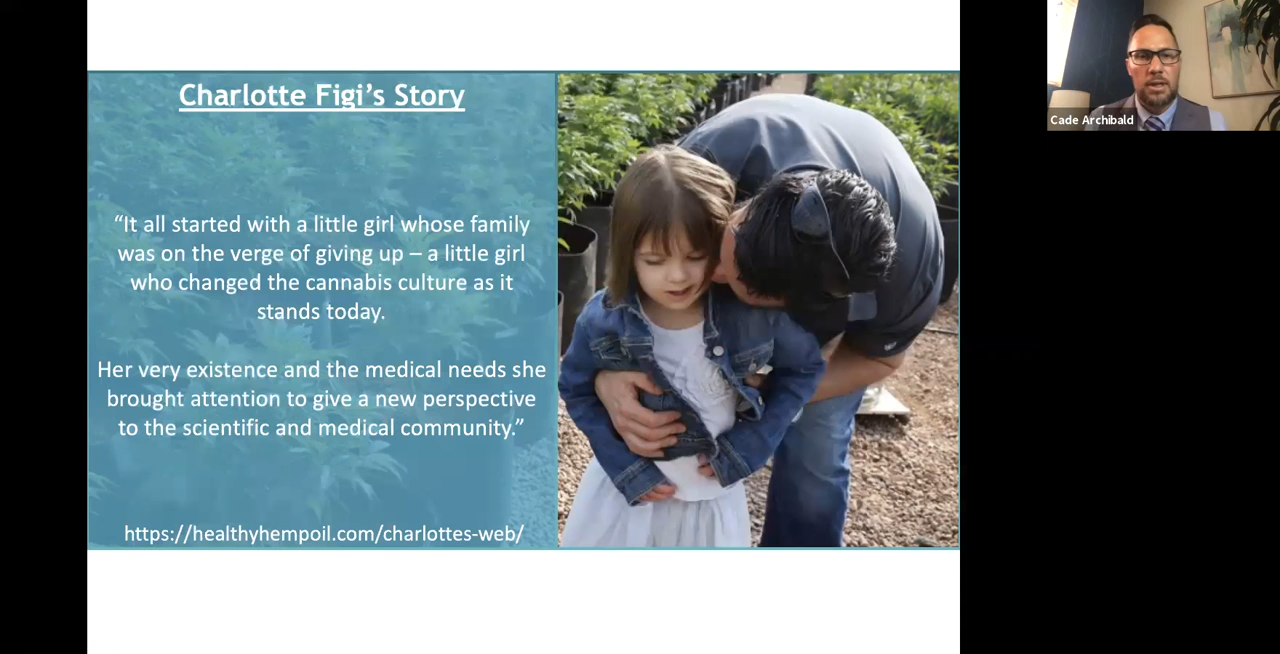 Charlotte Figi’s Story
“It all started with a little girl whose family
was on the verge of giving up – a little girl
who changed the cannabis culture as it
stands today.
Her very existence and the medical needs she
brought attention to give a new perspective
to the scientific and medical community.”
https://healthyhempoil.com/charlottes-web/
Cade Archibald